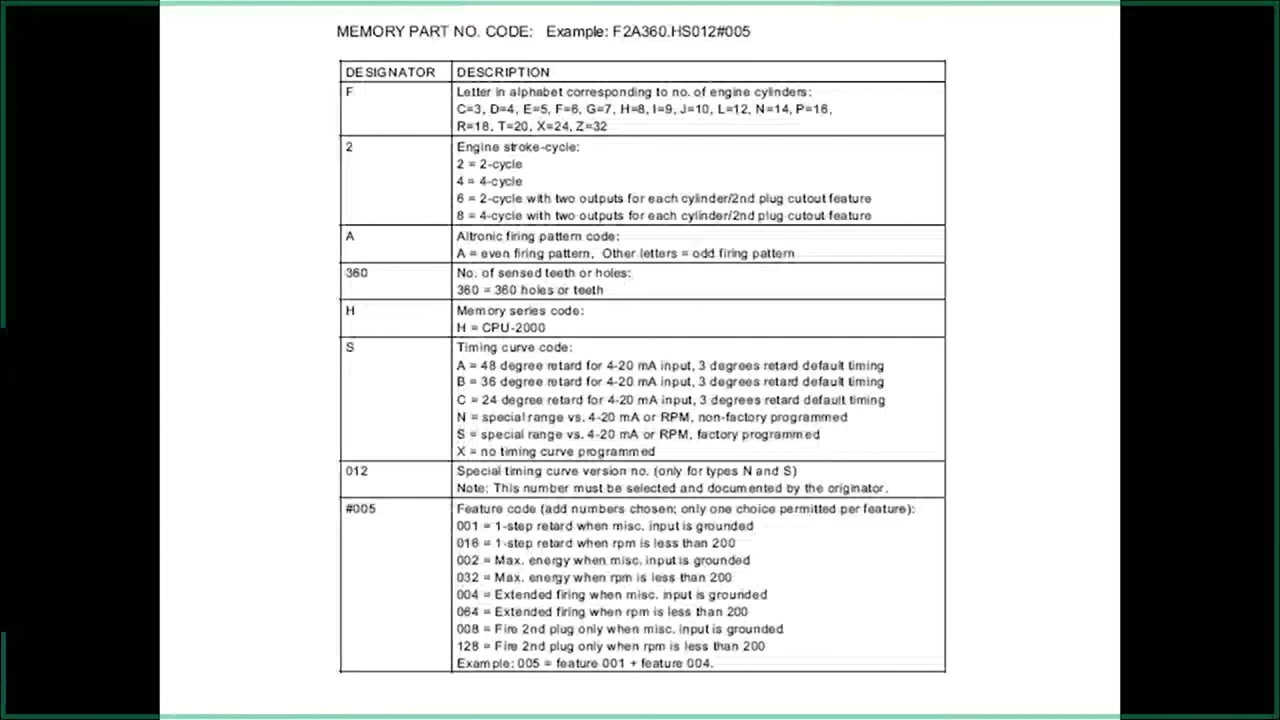 MEMORY PART NO. CODE: Example: F2A360.HS012#005
DESIGNATOR DESCRIPTION
F Letter in alphabet corresponding to no. of engine cylinders:
C=3, D=4, E=5, F=6, G=7, H=8, I=9, J=10, L=12, N=14, P=16,
R=18, T=20, X=24, Z=32
2 Engine stroke-cycle:
2 = 2-cycle
4 = 4-cycle
6 = 2-cycle with two outputs for each cylinder/2nd plug cutout feature
8 = 4-cycle with two outputs for each cylinder/2nd plug cutout feature
A Altronic firing pattern code:
A = even firing pattern, Other letters = odd firing pattern
360 No. of sensed teeth or holes:
360 = 360 holes or teeth
H Memory series code:
H = CPU-2000
S Timing curve code:
A = 48 degree retard for 4-20 mA input, 3 degrees retard default timing
B = 36 degree retard for 4-20 mA input, 3 degrees retard default timing
C = 24 degree retard for 4-20 mA input, 3 degrees retard default timing
N = special range vs. 4-20 mA or RPM, non-factory programmed
S = special range vs. 4-20 mA or RPM, factory programmed
X = no timing curve programmed
012 Special timing curve version no. (only for types N and S)
Note: This number must be selected and documented by the originator.
#005 Feature code (add numbers chosen; only one choice permitted per feature):
001 = 1-step retard when misc. input is grounded
016 = 1-step retard when rpm is less than 200
002 = Max. energy when misc. input is grounded
032 = Max. energy when rpm is less than 200
004 = Extended firing when misc. input is grounded
064 = Extended firing when rpm is less than 200
008 = Fire 2nd plug only when misc. input is grounded
128 = Fire 2nd plug only when rpm is less than 200
Example: 005 = feature 001 + feature 004.